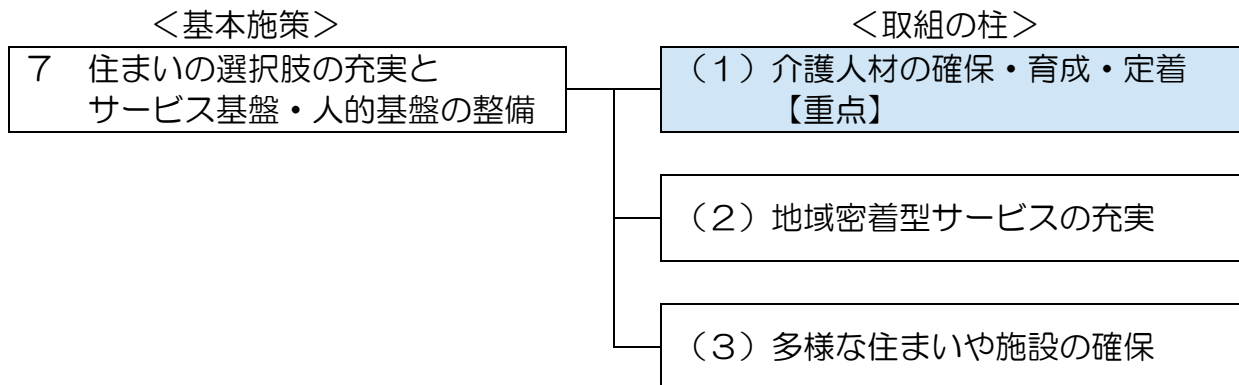 ＜基本施策＞
＜取組の柱＞
７　住まいの選択肢の充実と
サービス基盤・人的基盤の整備
（１）介護人材の確保・育成・定着
【重点】
（２）地域密着型サービスの充実
（３）多様な住まいや施設の確保